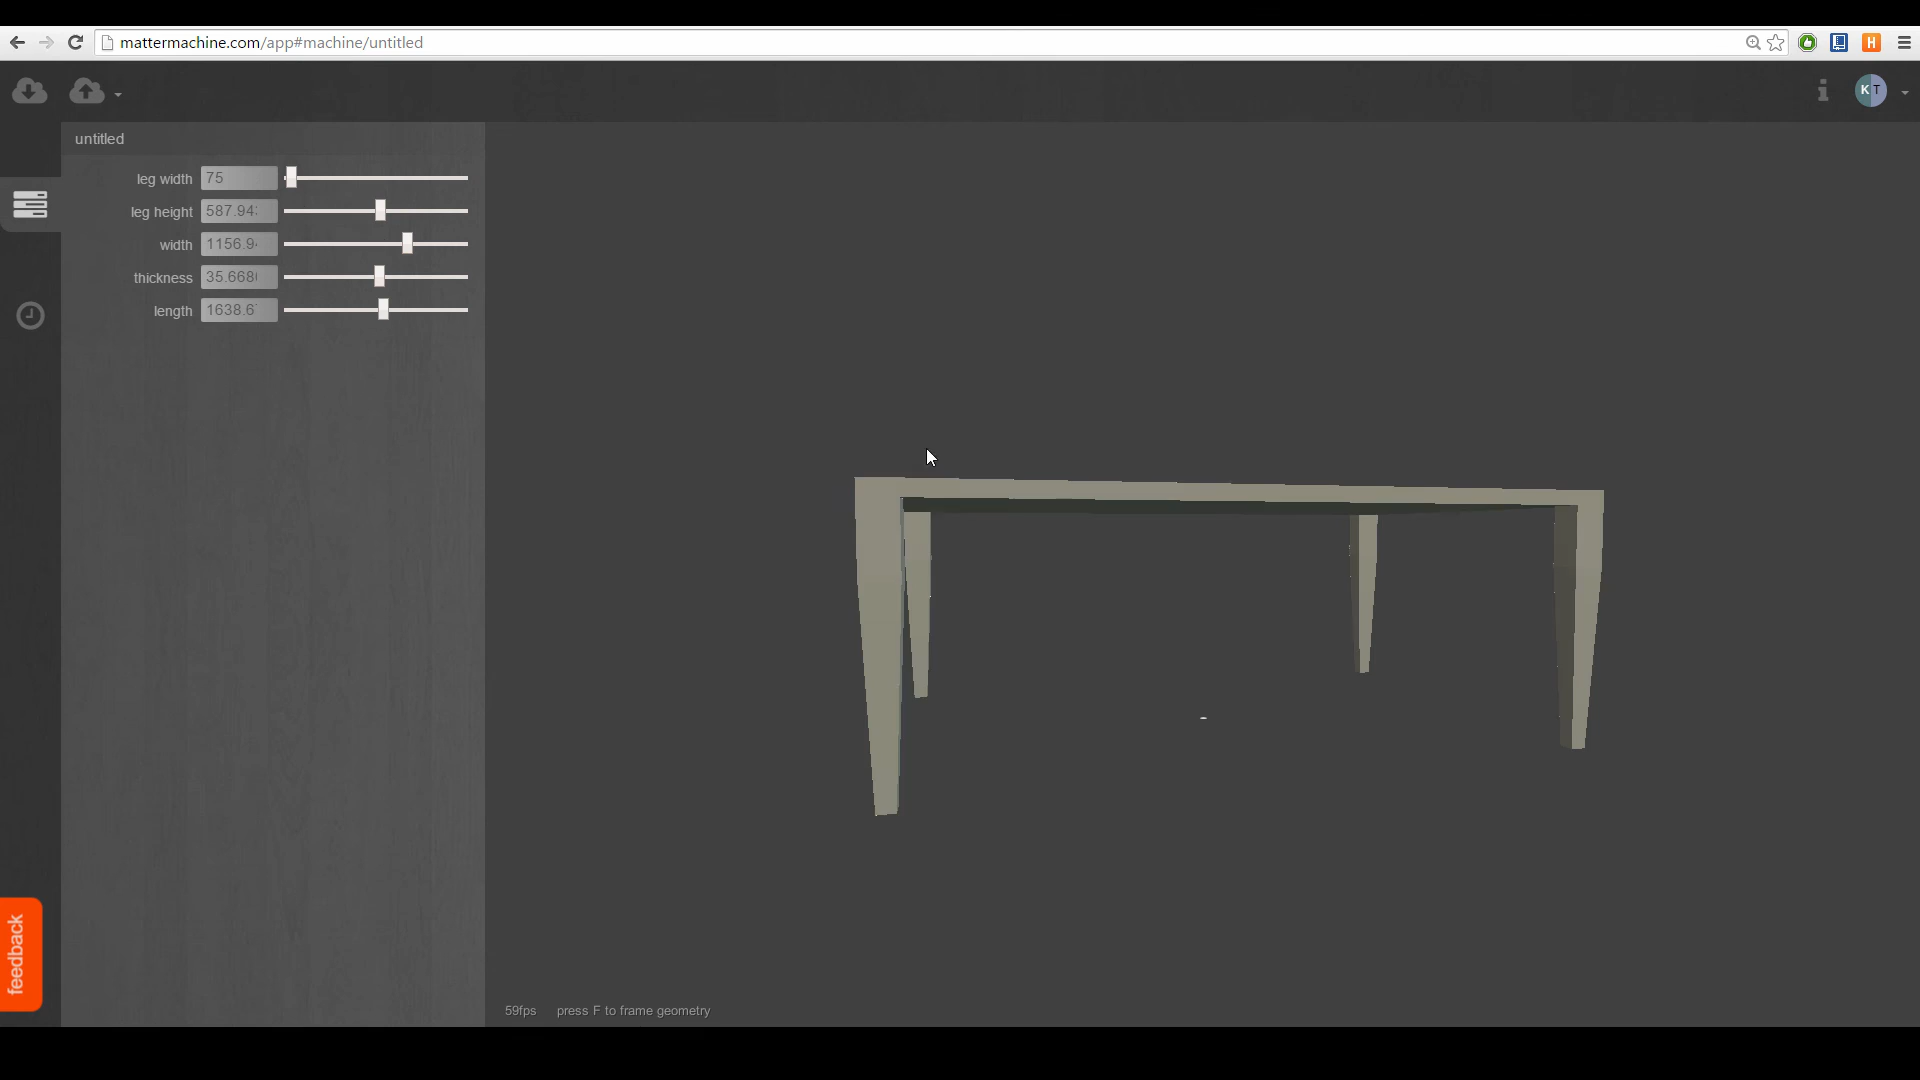 mattermachine.com/app#machine/untitled
H
K T
untitled
leg width 75
leg height 587.94
width 1156.9
thickness 35.668
length 1638.6
feedback
59fps press F to frame geometry